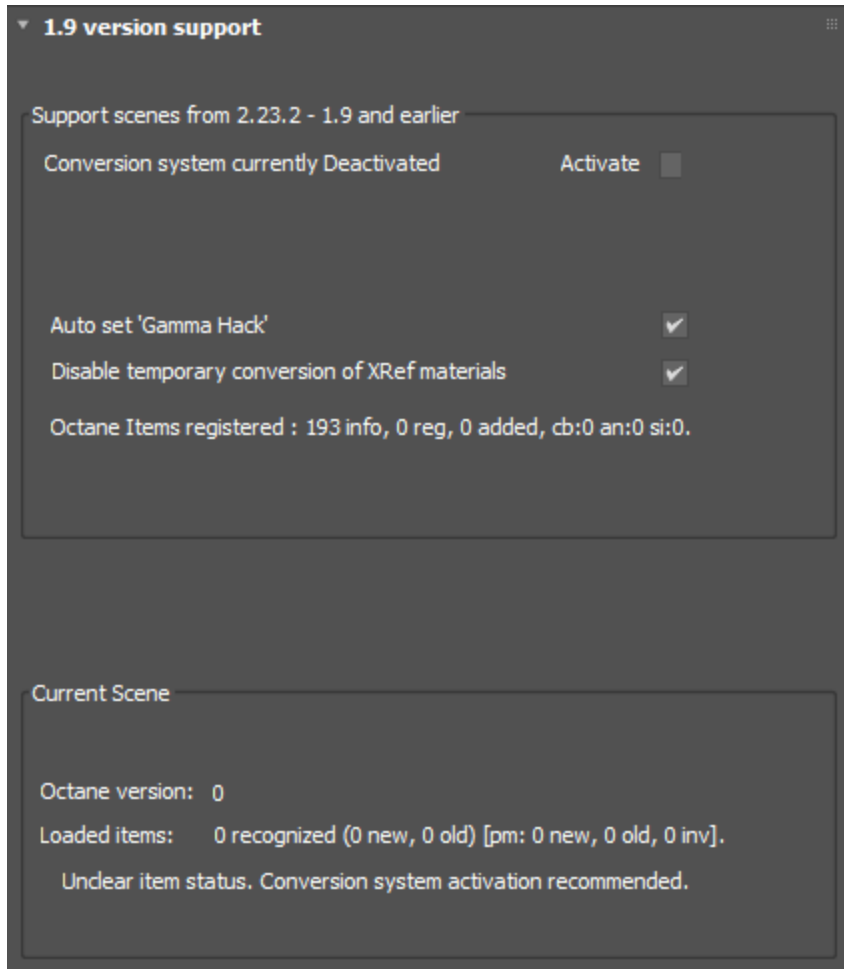 1.9 version support
Support scenes from 2.23.2 - 1.9 and earlier
Conversion system currently Deactivated Activate
Auto set 'Gamma Hack'
Disable temporary conversion of XRef materials
Octane Items registered : 193 info, 0 reg, 0 added, cb:0 an:0 si:0.
Current Scene
Octane version: 0
Loaded items: 0 recognized (0 new, 0 old) [pm: 0 new, 0 old, 0 inv].
Unclear item status. Conversion system activation recommended.